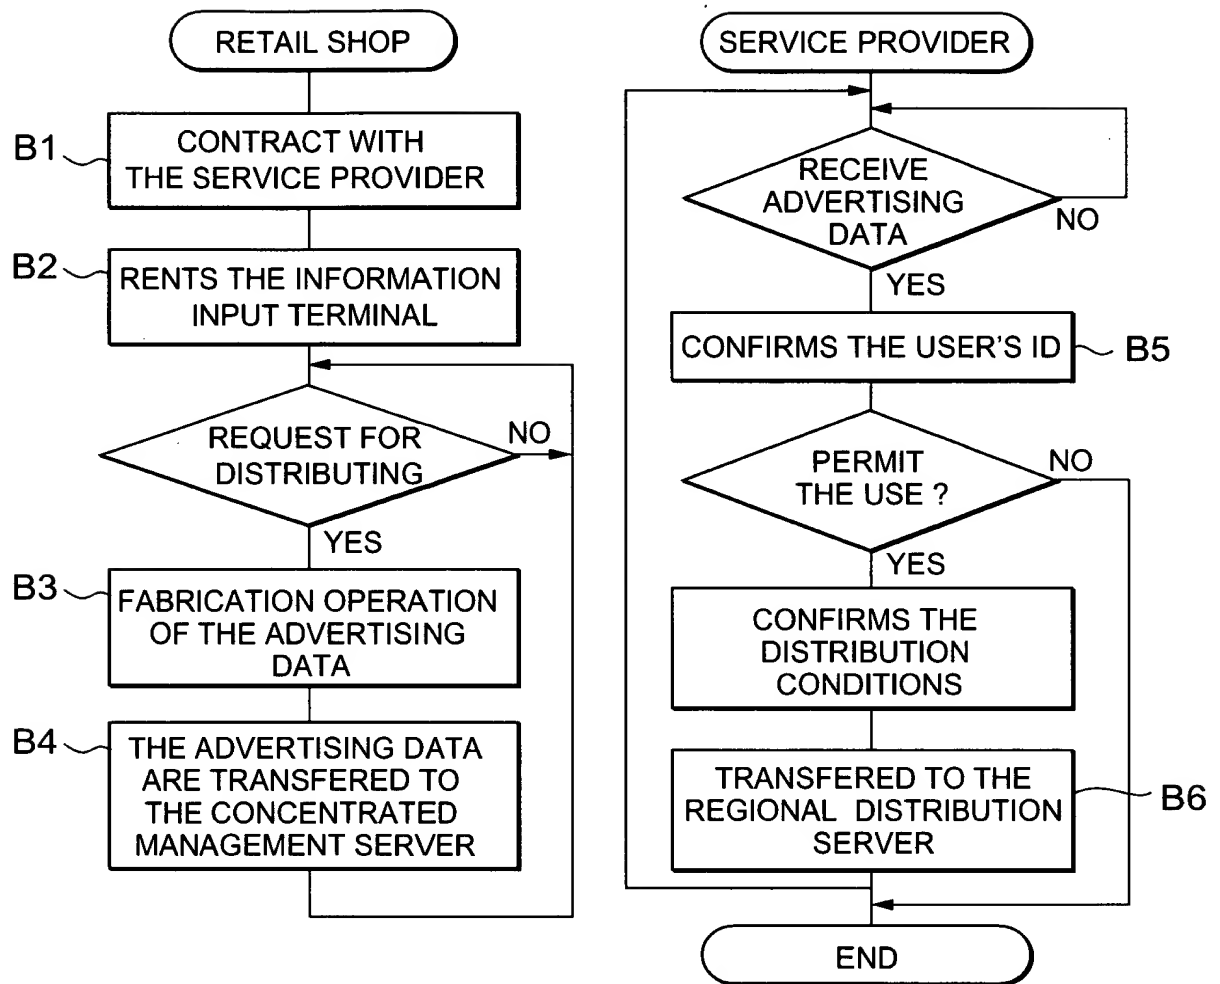 RETAIL SHOP
B1
CONTRACT WITH
THE SERVICE PROVIDER
B2
RENTS THE INFORMATION
INPUT TERMINAL
REQUEST FOR
DISTRIBUTING
NO
YES
B3
FABRICATION OPERATION
OF THE ADVERTISING
DATA
B4
THE ADVERTISING DATA
ARE TRANSFERED TO
THE CONCENTRATED
MANAGEMENT SERVER
SERVICE PROVIDER
RECEIVE
ADVERTISING
DATA
NO
YES
CONFIRMS THE USER'S ID
B5
PERMIT
THE USE ?
NO
YES
CONFIRMS THE
DISTRIBUTION
CONDITIONS
TRANSFERED TO THE
REGIONAL DISTRIBUTION
SERVER
B6
END